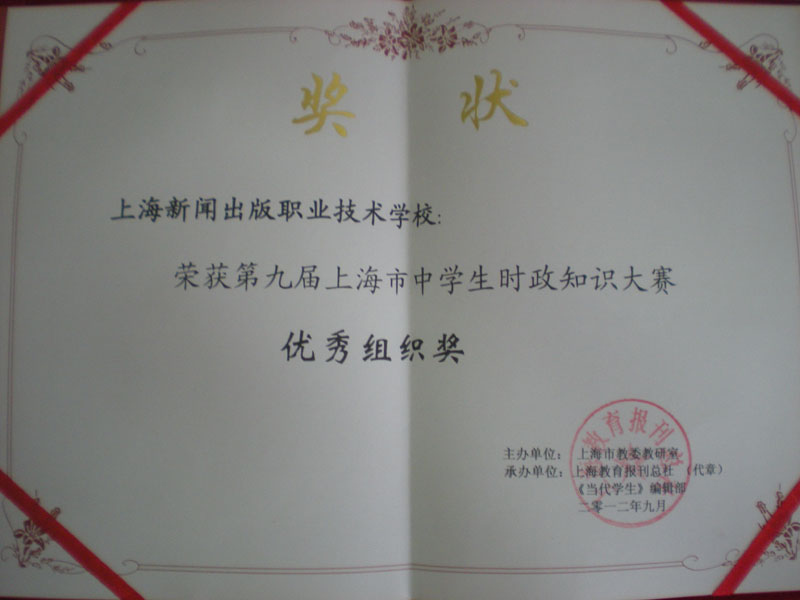 奖 状
上海新闻出版职业技术学校:
荣获第九届上海市中学生时政知识大赛
优秀组织奖
教育报刊
主办单位: 上海市教委教研室
承办单位: 上海教育报刊总社 (代章)
《当代学生》编辑部
二零一二年九月